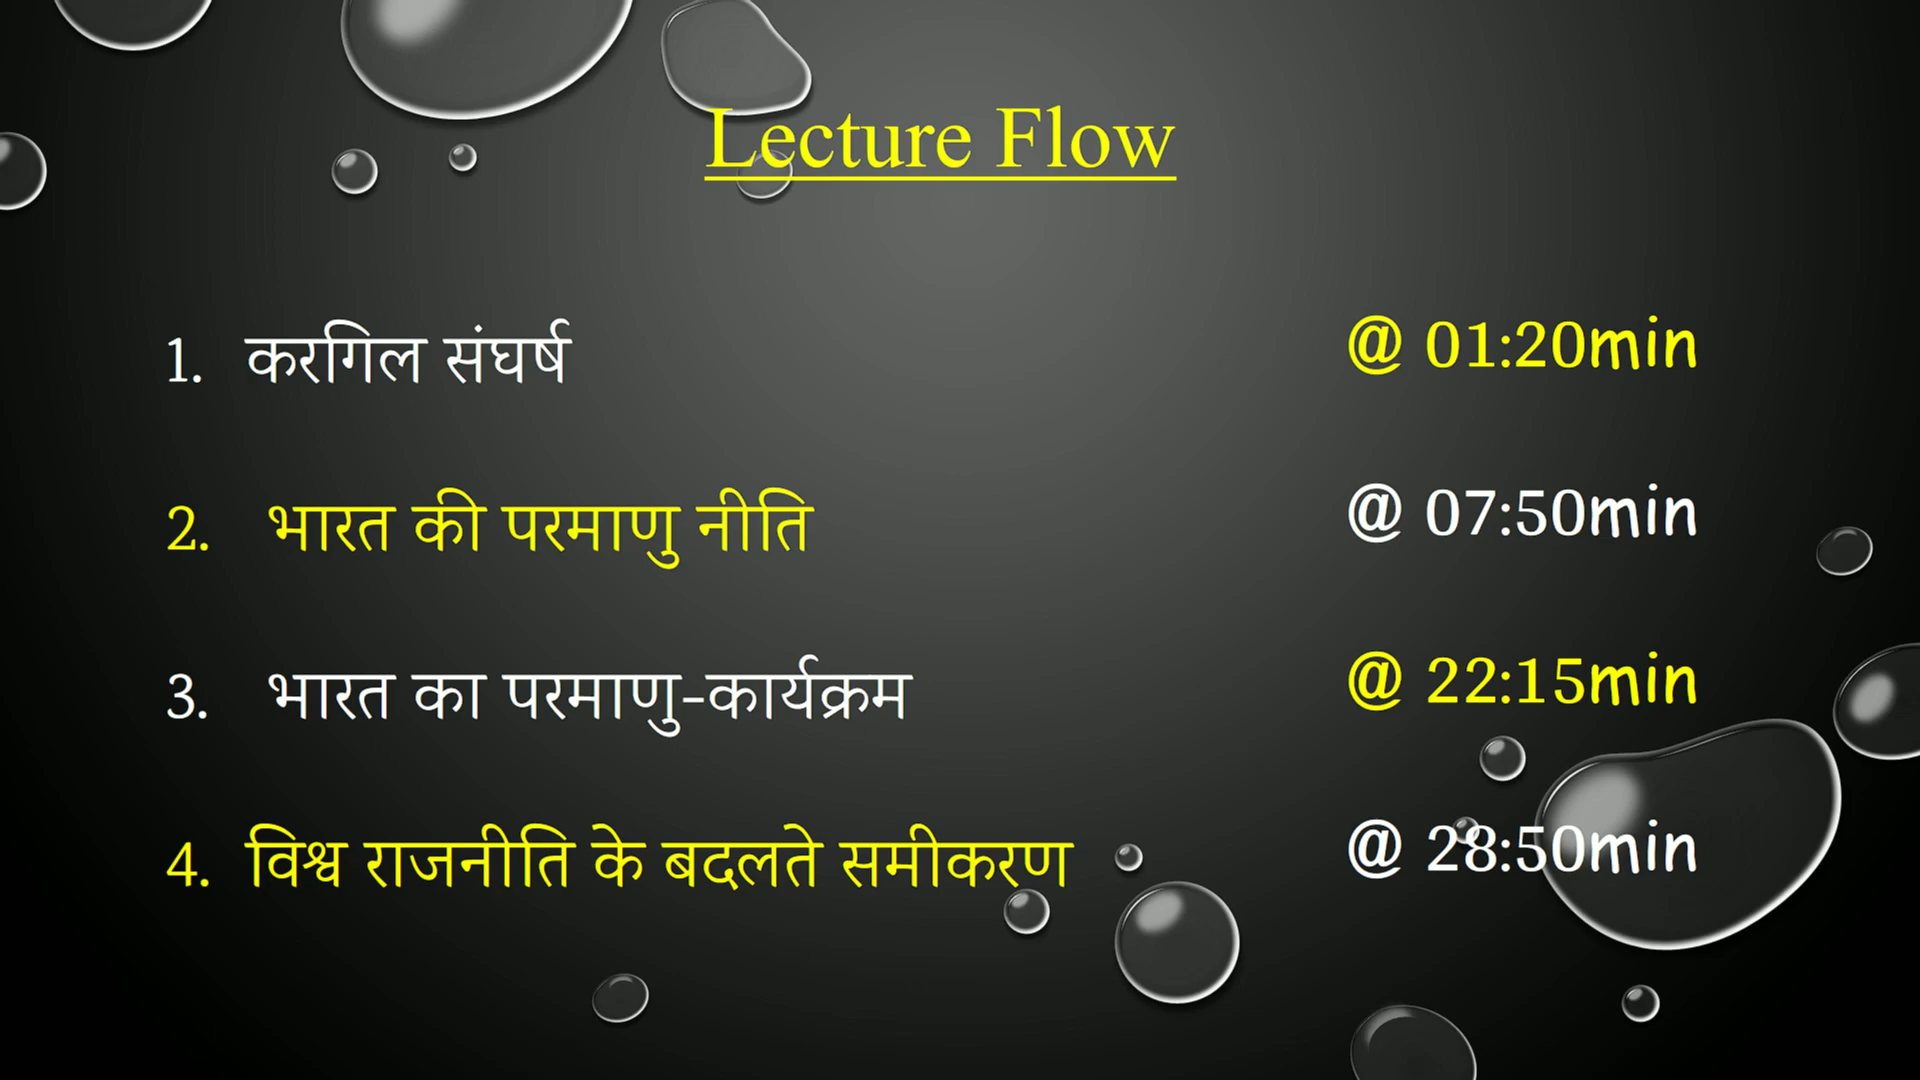 Lecture Flow
1. करगिल संघर्ष @ 01:20min
2. भारत की परमाणु नीति @ 07:50min
3. भारत का परमाणु-कार्यक्रम @ 22:15min
4. विश्व राजनीति के बदलते समीकरण @ 28:50min